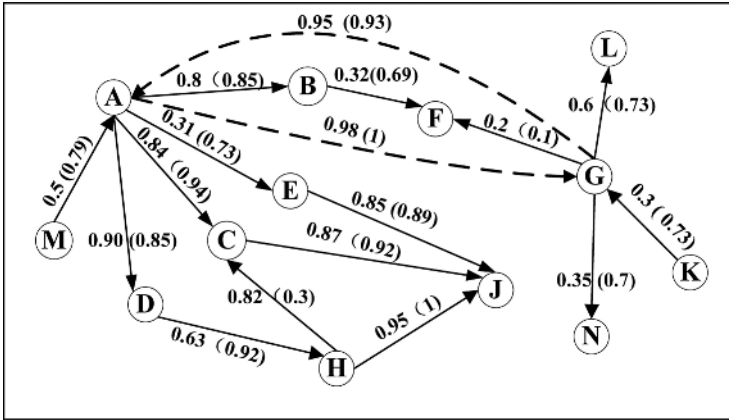 0.95 (0.93)
L
0.8 (0.85)
B
0.32(0.69)
A
F
0.6 (0.73)
0.31 (0.73)
0.2 (0.1)
0.84 (0.94)
0.98 (1)
0.5 (0.79)
G
E
0.85 (0.89)
0.3 (0.73)
M
0.90 (0.85)
C
0.87 (0.92)
K
J
0.35 (0.7)
D
0.82 (0.3)
0.95 (1)
0.63 (0.92)
N
H